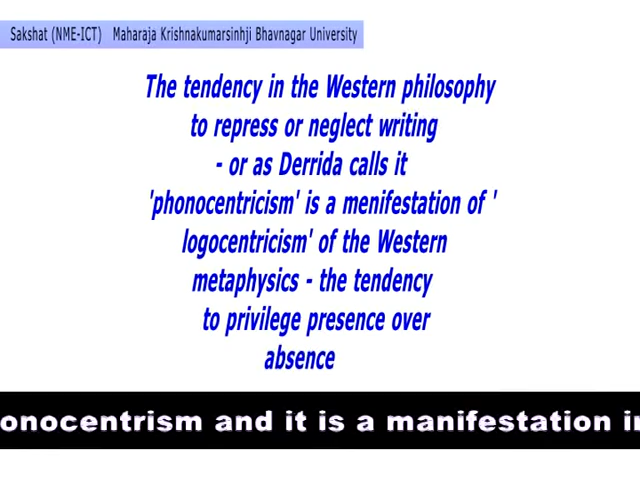 Sakshat (NME-ICT) Maharaja Krishnakumarsinhji Bhavnagar University
The tendency in the Western philosophy
to repress or neglect writing
- or as Derrida calls it
'phonocentricism' is a menifestation of '
logocentricism' of the Western
metaphysics - the tendency
to privilege presence over
absence
onocentrism and it is a manifestation in